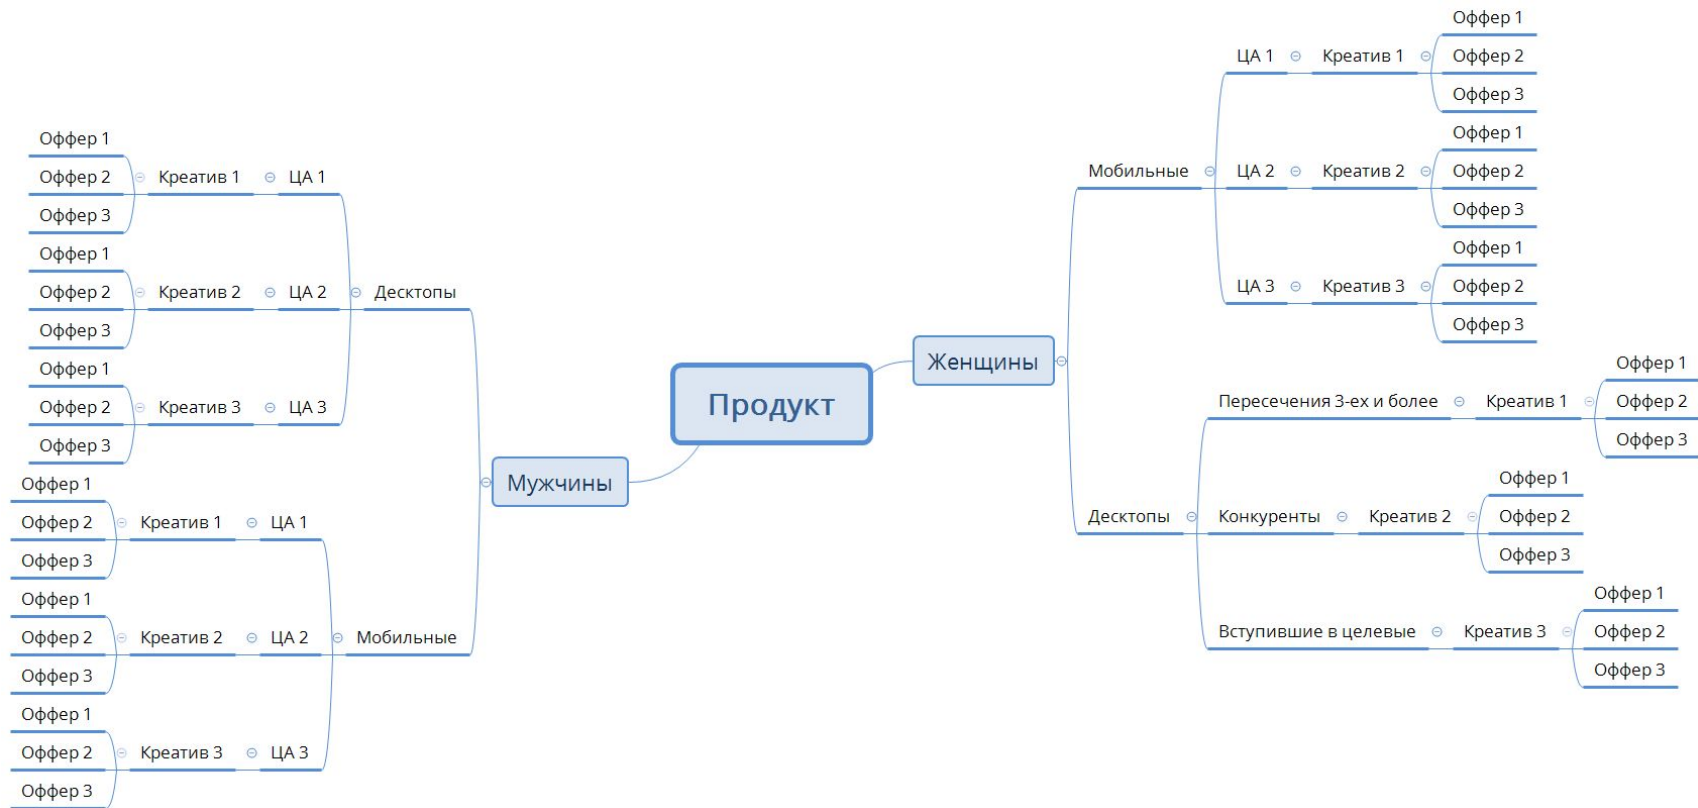 Продукт
Женщины
Мобильные
ЦА 1
Креатив 1
Оффер 1
Оффер 2
Оффер 3
ЦА 2
Креатив 2
Оффер 1
Оффер 2
Оффер 3
ЦА 3
Креатив 3
Оффер 1
Оффер 2
Оффер 3
Десктопы
Пересечения 3-ех и более
Креатив 1
Оффер 1
Оффер 2
Оффер 3
Конкуренты
Креатив 2
Оффер 1
Оффер 2
Оффер 3
Вступившие в целевые
Креатив 3
Оффер 1
Оффер 2
Оффер 3
Мужчины
Десктопы
ЦА 1
Креатив 1
Оффер 1
Оффер 2
Оффер 3
ЦА 2
Креатив 2
Оффер 1
Оффер 2
Оффер 3
ЦА 3
Креатив 3
Оффер 1
Оффер 2
Оффер 3
Мобильные
ЦА 1
Креатив 1
Оффер 1
Оффер 2
Оффер 3
ЦА 2
Креатив 2
Оффер 1
Оффер 2
Оффер 3
ЦА 3
Креатив 3
Оффер 1
Оффер 2
Оффер 3